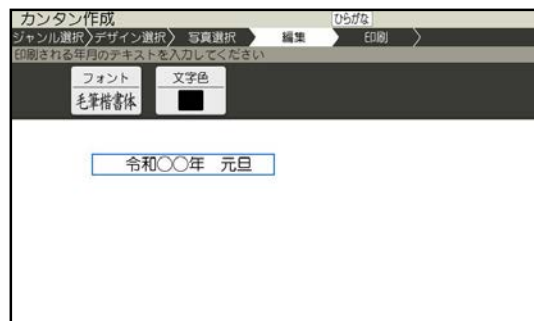 カンタン作成 ひらがな
ジャンル選択 デザイン選択 写真選択 編集 印刷
印刷される年月のテキストを入力してください
フォント 文字色
毛筆楷書体
令和○○年 元旦